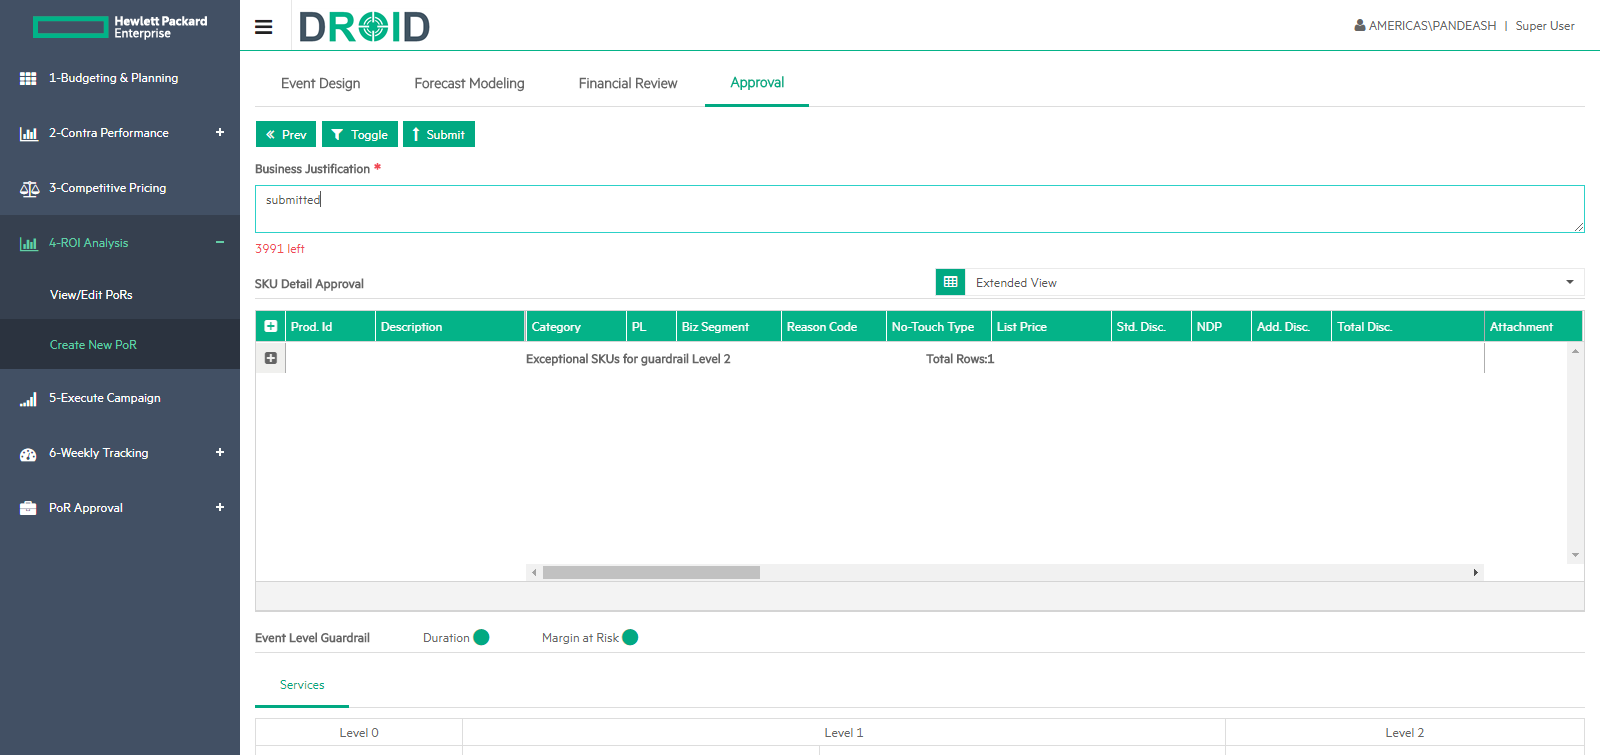 Hewlett Packard
Enterprise
DROID
AMERICAS\PANDEASH | Super User
1-Budgeting & Planning
2-Contra Performance +
3-Competitive Pricing
4-ROI Analysis −
View/Edit PoRs
Create New PoR
5-Execute Campaign
6-Weekly Tracking +
PoR Approval +
Event Design Forecast Modeling Financial Review Approval
« Prev Toggle Submit
Business Justification *
submitted
3991 left
SKU Detail Approval Extended View
Prod. Id Description Category PL Biz Segment Reason Code No-Touch Type List Price Std. Disc. NDP Add. Disc. Total Disc. Attachment
Exceptional SKUs for guardrail Level 2 Total Rows:1
Event Level Guardrail Duration Margin at Risk
Services
Level 0 Level 1 Level 2